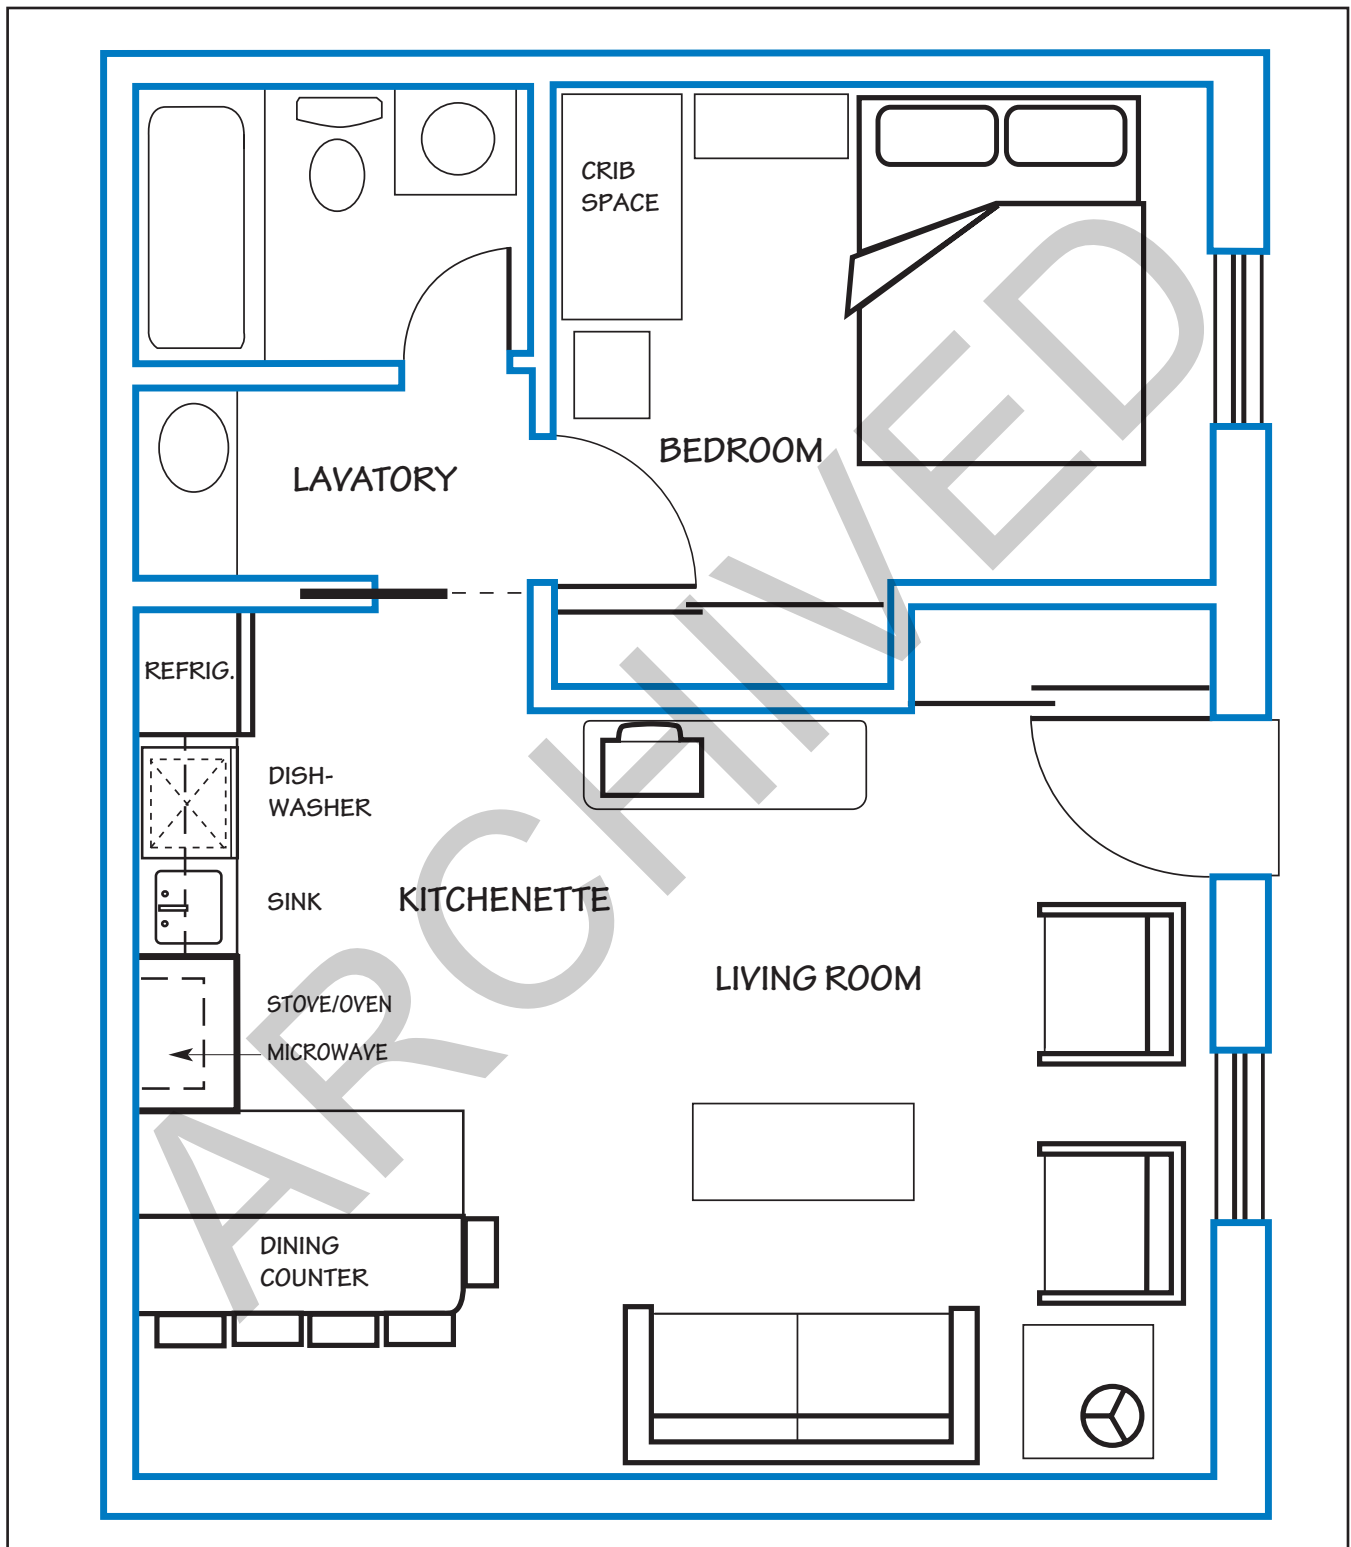 CRIB
SPACE
BEDROOM
LAVATORY
REFRIG.
DISH-
WASHER
SINK
KITCHENETTE
LIVING ROOM
STOVE/OVEN
MICROWAVE
DINING
COUNTER
ARCHIVED